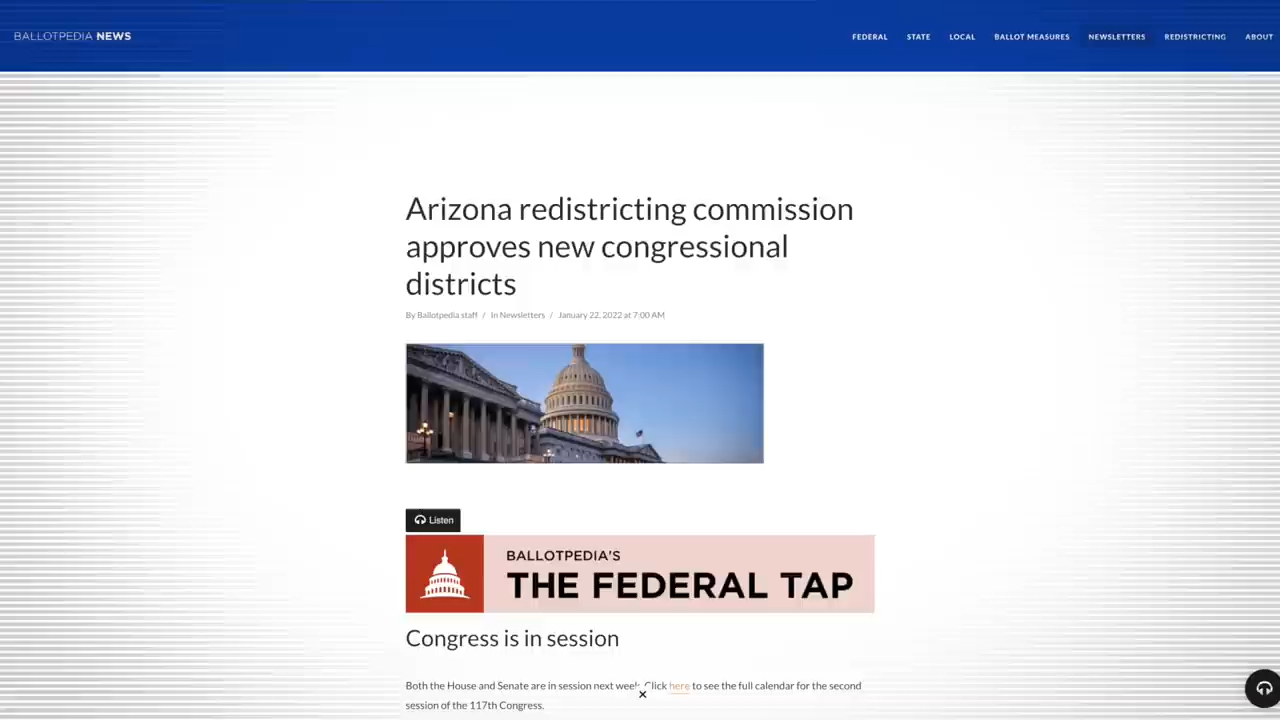 BALLOTPEDIA NEWS
FEDERAL STATE LOCAL BALLOT MEASURES NEWSLETTERS REDISTRICTING ABOUT
Arizona redistricting commission
approves new congressional
districts
By Ballotpedia staff / In Newsletters / January 22, 2022 at 7:00 AM
Listen
BALLOTPEDIA'S
THE FEDERAL TAP
Congress is in session
Both the House and Senate are in session next week. Click here to see the full calendar for the second
session of the 117th Congress.